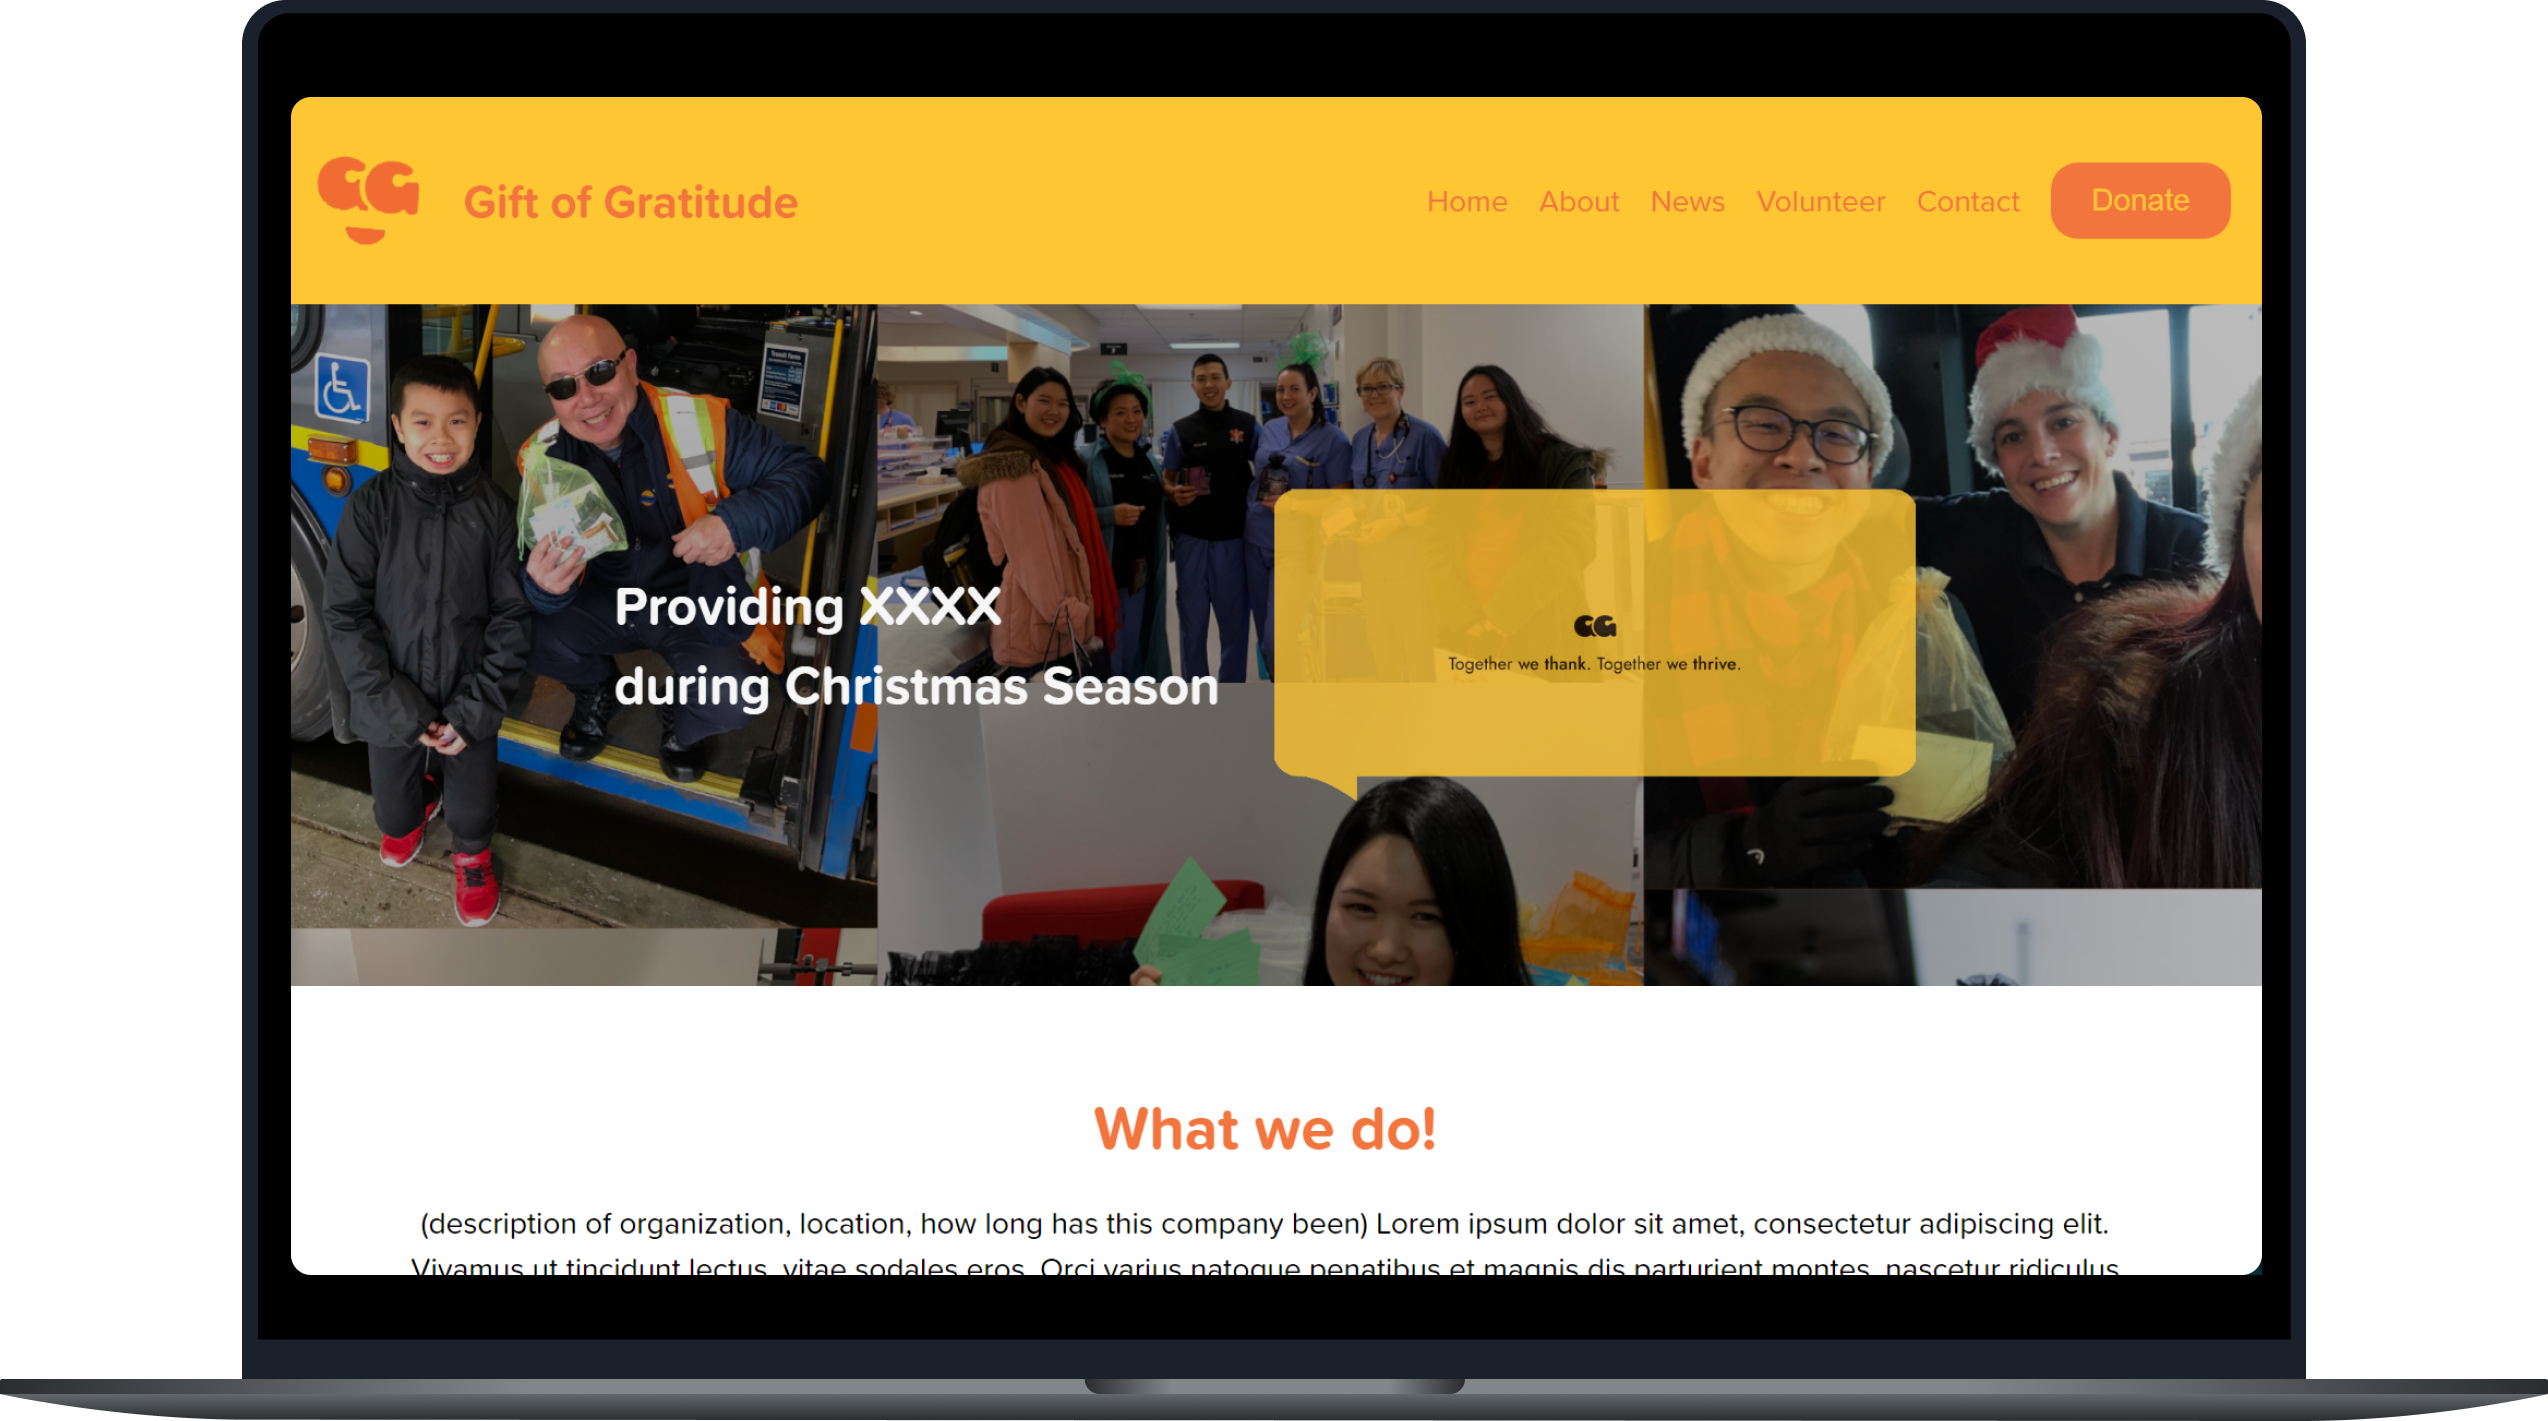 GG
Gift of Gratitude
Home About News Volunteer Contact Donate
Transit Fares
Providing XXXX
during Christmas Season
GG
Together we thank. Together we thrive.
What we do!
(description of organization, location, how long has this company been) Lorem ipsum dolor sit amet, consectetur adipiscing elit.
Vivamus ut tincidunt lectus, vitae sodales eros. Orci varius natoque penatibus et magnis dis parturient montes, nascetur ridiculus